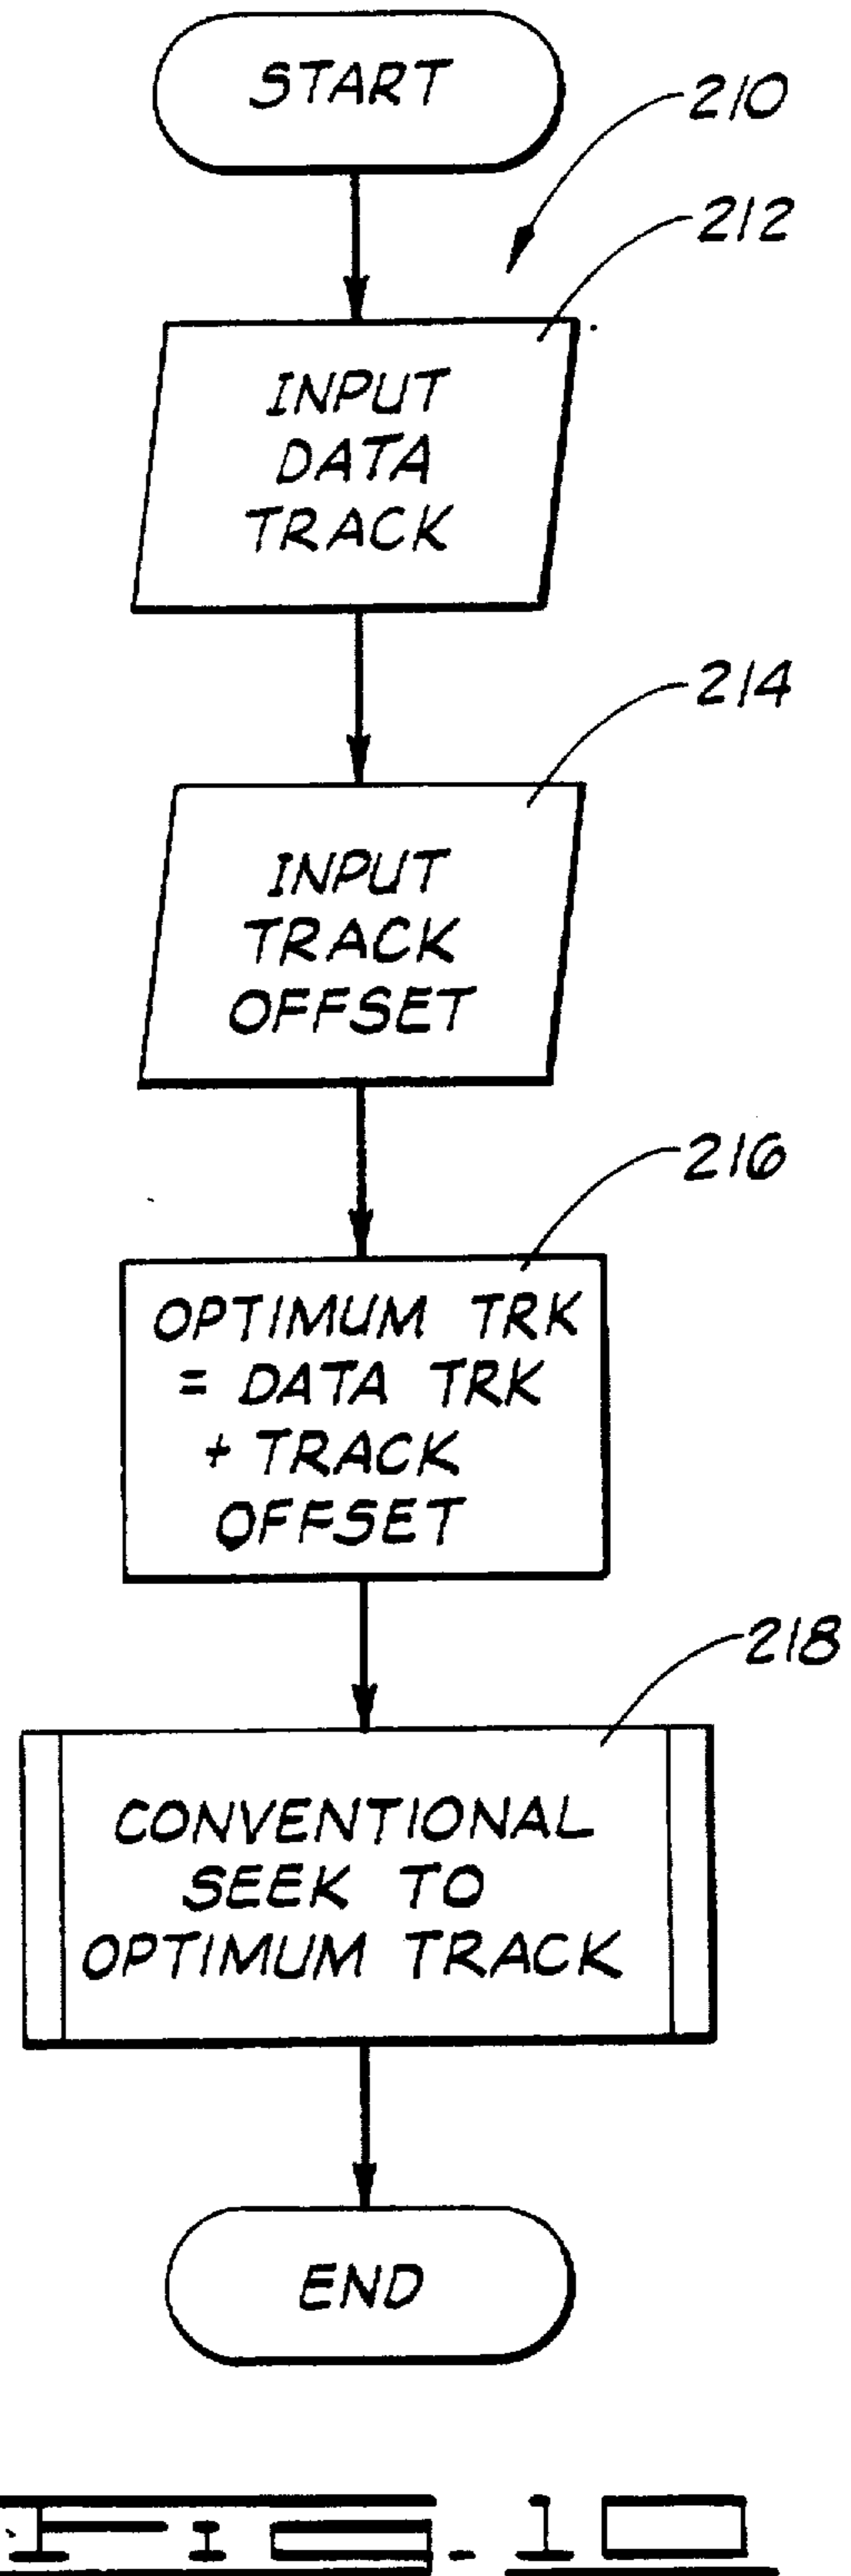 START
210
212
INPUT
DATA
TRACK
214
INPUT
TRACK
OFFSET
216
OPTIMUM TRK
= DATA TRK
+ TRACK
OFFSET
218
CONVENTIONAL
SEEK TO
OPTIMUM TRACK
END
FIG. 10